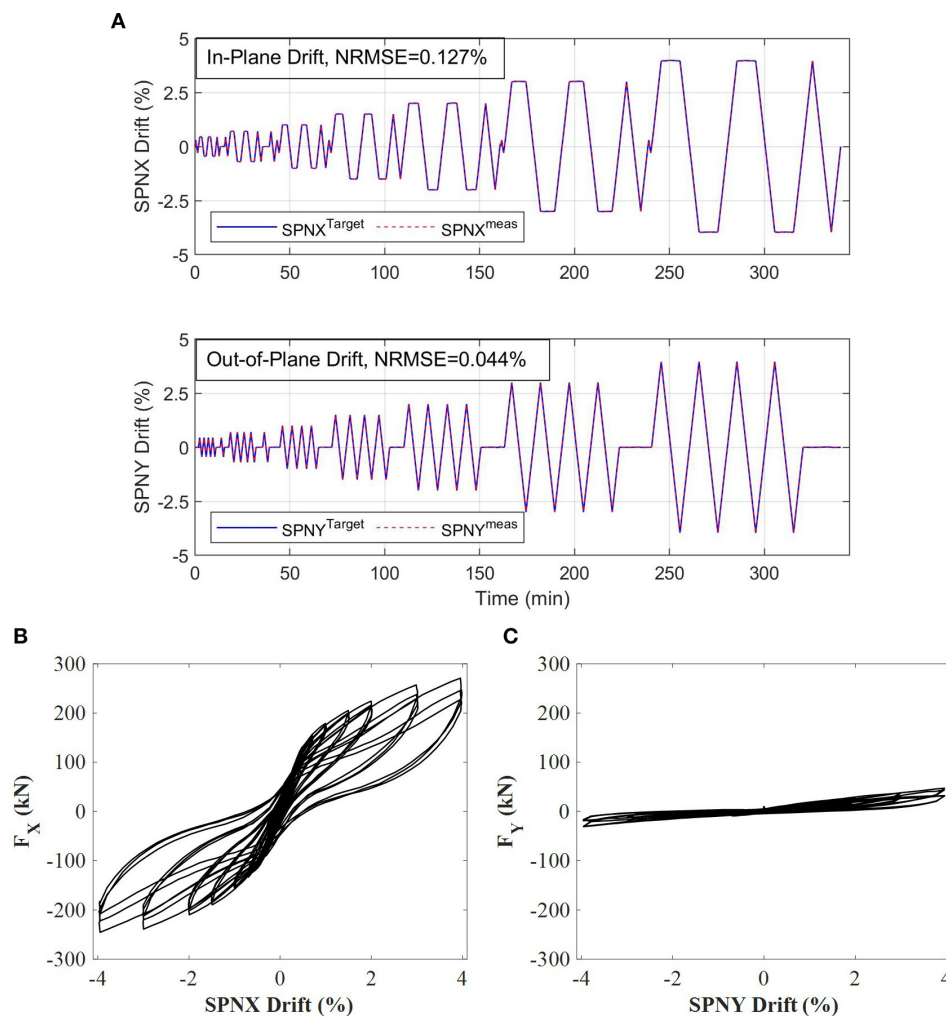 A
In-Plane Drift, NRMSE=0.127%
SPNX Drift (%)
5
2.5
0
-2.5
-5
SPNX^Target
SPNX^meas
0 50 100 150 200 250 300
Out-of-Plane Drift, NRMSE=0.044%
SPNY Drift (%)
5
2.5
0
-2.5
-5
SPNY^Target
SPNY^meas
0 50 100 150 200 250 300
Time (min)
B
F_X (kN)
300
200
100
0
-100
-200
-300
-4 -2 0 2 4
SPNX Drift (%)
C
F_Y (kN)
300
200
100
0
-100
-200
-300
-4 -2 0 2 4
SPNY Drift (%)